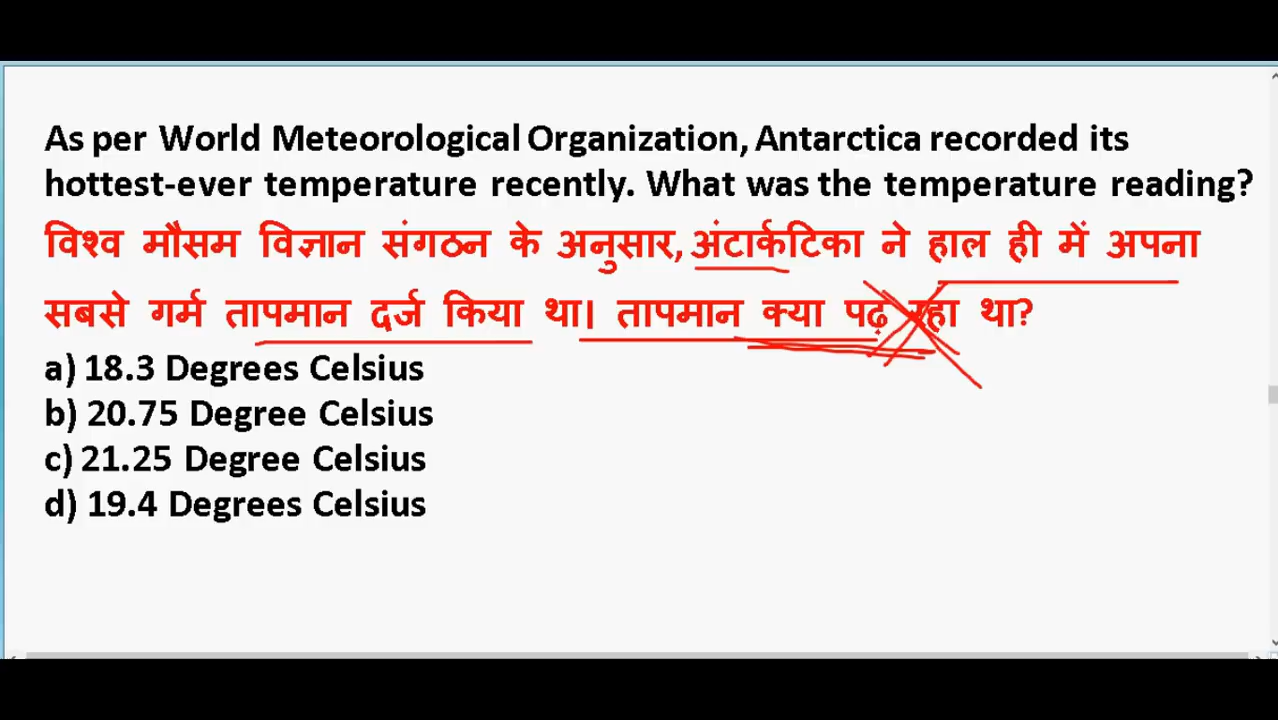 As per World Meteorological Organization, Antarctica recorded its
hottest-ever temperature recently. What was the temperature reading?
विश्व मौसम विज्ञान संगठन के अनुसार, अंटार्कटिका ने हाल ही में अपना
सबसे गर्म तापमान दर्ज किया था। तापमान क्या पढ़ रहा था?
a) 18.3 Degrees Celsius
b) 20.75 Degree Celsius
c) 21.25 Degree Celsius
d) 19.4 Degrees Celsius